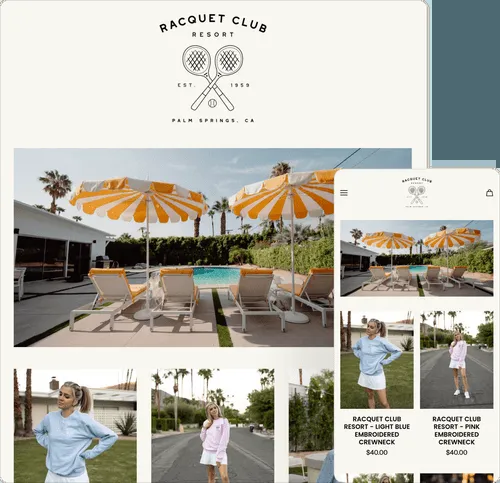 RACQUET CLUB
RESORT
EST. 1959
PALM SPRINGS, CA
RACQUET CLUB
RACQUET CLUB
RESORT - LIGHT BLUE
EMBROIDERED
CREWNECK
$40.00
RACQUET CLUB
RESORT - PINK
EMBROIDERED
CREWNECK
$40.00